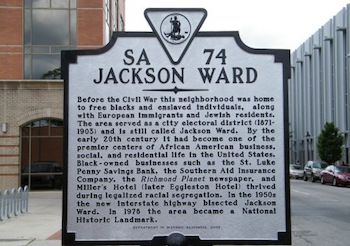 SA 74
JACKSON WARD
Before the Civil War this neighborhood was home
to free blacks and enslaved individuals, along
with European immigrants and Jewish residents.
The area served as a city electoral district (1871-
1903) and is still called Jackson Ward. By the
early 20th century it had become one of the
premier centers of African American business,
social, and residential life in the United States.
Black-owned businesses such as the St. Luke
Penny Savings Bank, the Southern Aid Insurance
Company, the Richmond Planet newspaper, and
Miller's Hotel (later Eggleston Hotel) thrived
during legalized racial segregation. In the 1950s
the new interstate highway bisected Jackson
Ward. In 1978 the area became a National
Historic Landmark.
DEPARTMENT OF HISTORIC RESOURCES,